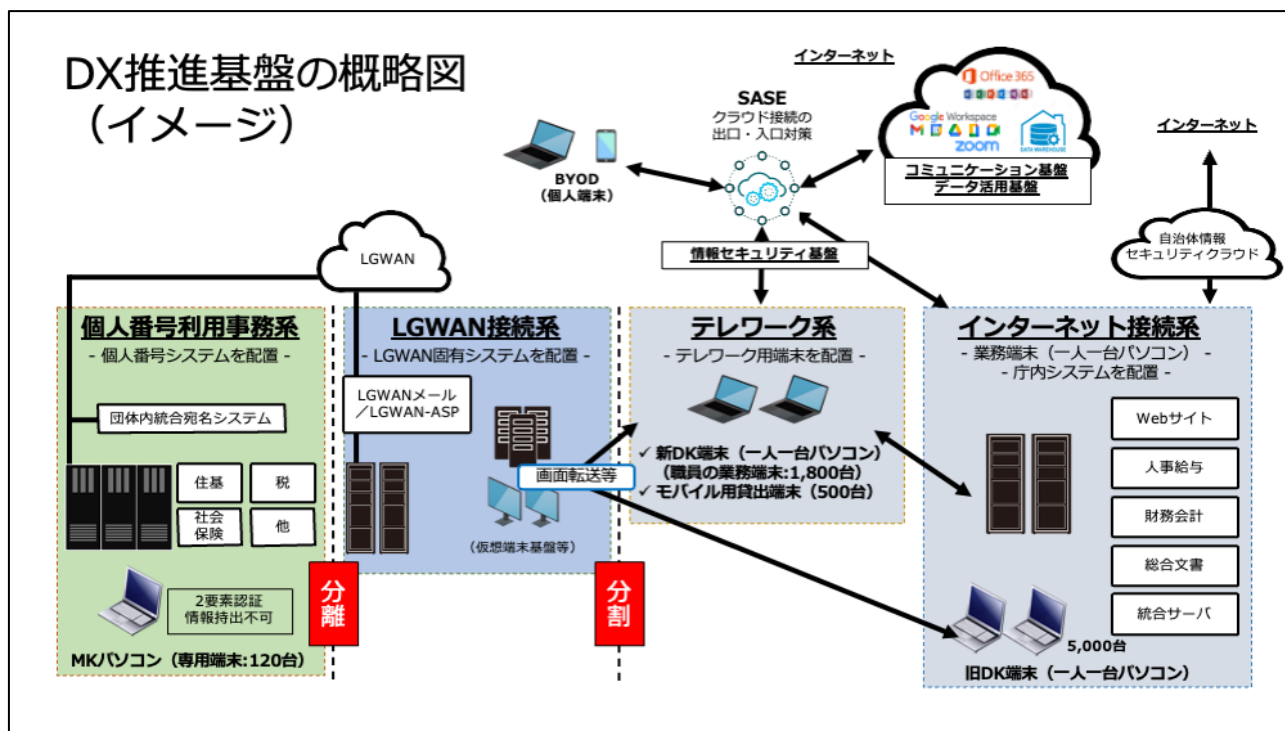 DX推進基盤の概略図
（イメージ）
インターネット
Office 365
Google Workspace
zoom
DATA WAREHOUSE
コミュニケーション基盤
データ活用基盤
SASE
クラウド接続の
出口・入口対策
BYOD
（個人端末）
インターネット
自治体情報
セキュリティクラウド
LGWAN
情報セキュリティ基盤
個人番号利用事務系
- 個人番号システムを配置 -
団体内統合宛名システム
住基
税
社会
保険
他
2要素認証
情報持出不可
MKパソコン（専用端末:120台）
分離
LGWAN接続系
- LGWAN固有システムを配置 -
LGWANメール
／LGWAN-ASP
画面転送等
（仮想端末基盤等）
分割
テレワーク系
- テレワーク用端末を配置 -
✓ 新DK端末（一人一台パソコン）
（職員の業務端末:1,800台）
✓ モバイル用貸出端末（500台）
インターネット接続系
- 業務端末（一人一台パソコン） -
- 庁内システムを配置 -
Webサイト
人事給与
財務会計
総合文書
統合サーバ
5,000台
旧DK端末（一人一台パソコン）